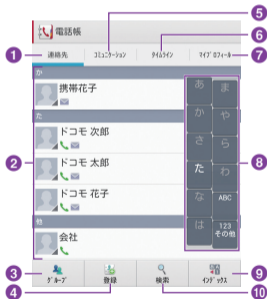 5
電話帳
6
1
連絡先
コミュニケーション
タイムライン
マイプロフィール
7
か
携帯花子
た
ドコモ 次郎
2
ドコモ 太郎
ドコモ 花子
他
会社
あ ま
か や
さ ら
た わ
な ABC
は 123その他
8
3
グループ
登録
検索
インデックス
9
4
10